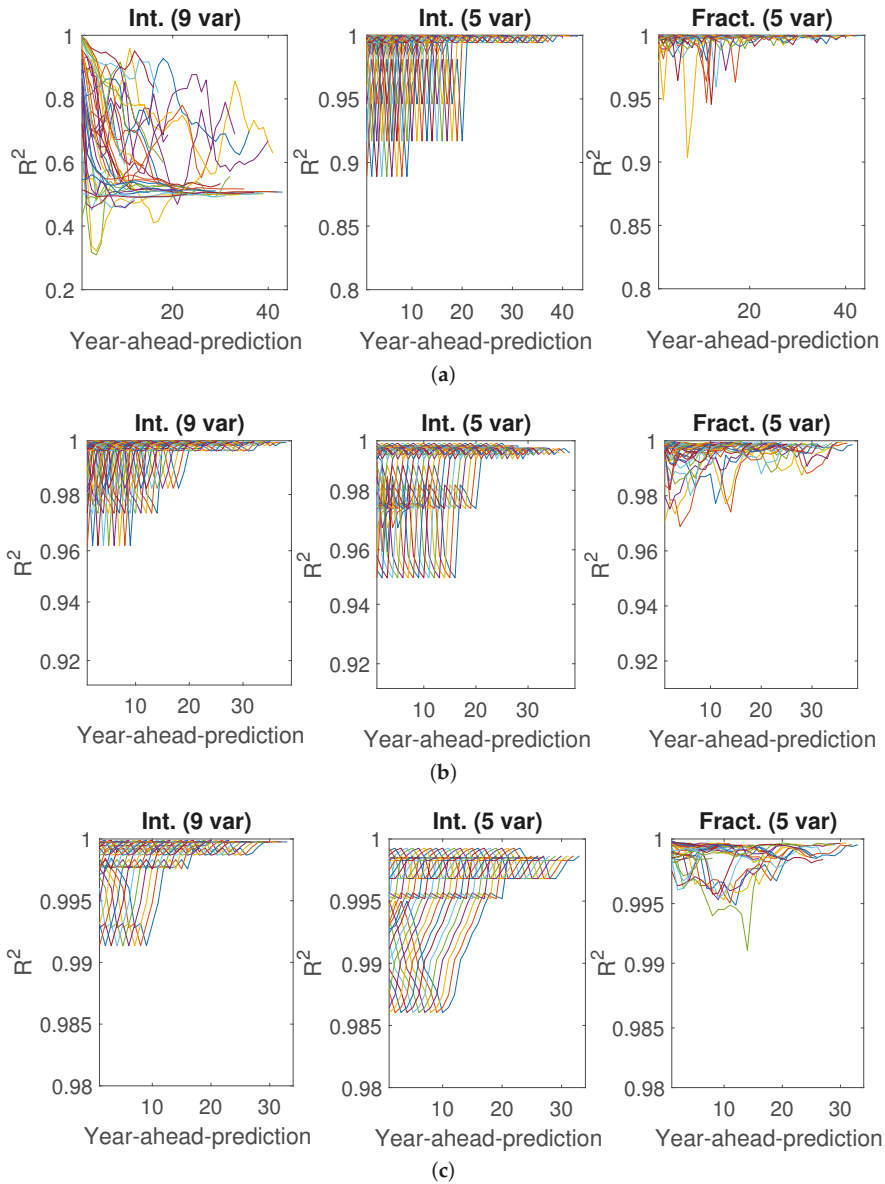 Int. (9 var) Int. (5 var) Fract. (5 var)
1 1 1
0.8 0.95 0.95
0.6 0.9 0.9
0.4 0.85 0.85
0.2 0.8 0.8
R² R² R²
20 40 10 20 30 40 20 40
Year-ahead-prediction Year-ahead-prediction Year-ahead-prediction
(a)
Int. (9 var) Int. (5 var) Fract. (5 var)
1 1 1
0.98 0.98 0.98
0.96 0.96 0.96
0.94 0.94 0.94
0.92 0.92 0.92
R² R² R²
10 20 30 10 20 30 10 20 30
Year-ahead-prediction Year-ahead-prediction Year-ahead-prediction
(b)
Int. (9 var) Int. (5 var) Fract. (5 var)
1 1 1
0.995 0.995 0.995
0.99 0.99 0.99
0.985 0.985 0.985
0.98 0.98 0.98
R² R² R²
10 20 30 10 20 30 10 20 30
Year-ahead-prediction Year-ahead-prediction Year-ahead-prediction
(c)